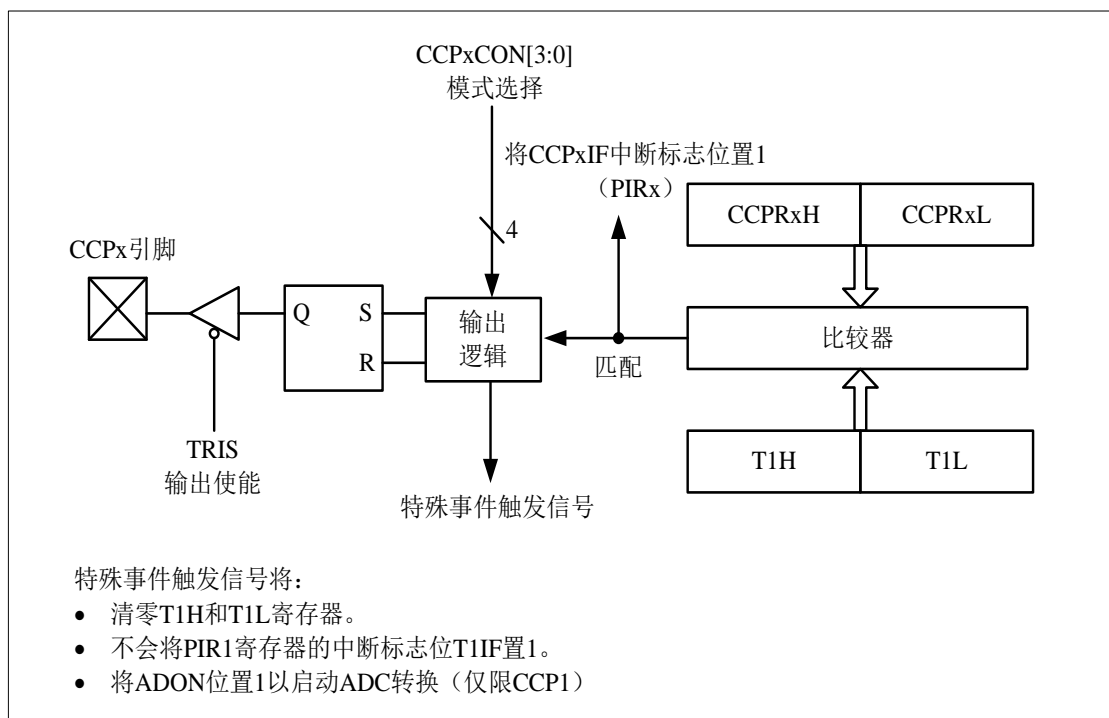 CCPxCON[3:0]
模式选择
将CCPxIF中断标志位置1
（PIRx）
CCPRxH
CCPRxL
4
CCPx引脚
Q
S
R
输出
逻辑
匹配
比较器
TRIS
输出使能
T1H
T1L
特殊事件触发信号
特殊事件触发信号将：
• 清零T1H和T1L寄存器。
• 不会将PIR1寄存器的中断标志位T1IF置1。
• 将ADON位置1以启动ADC转换（仅限CCP1）